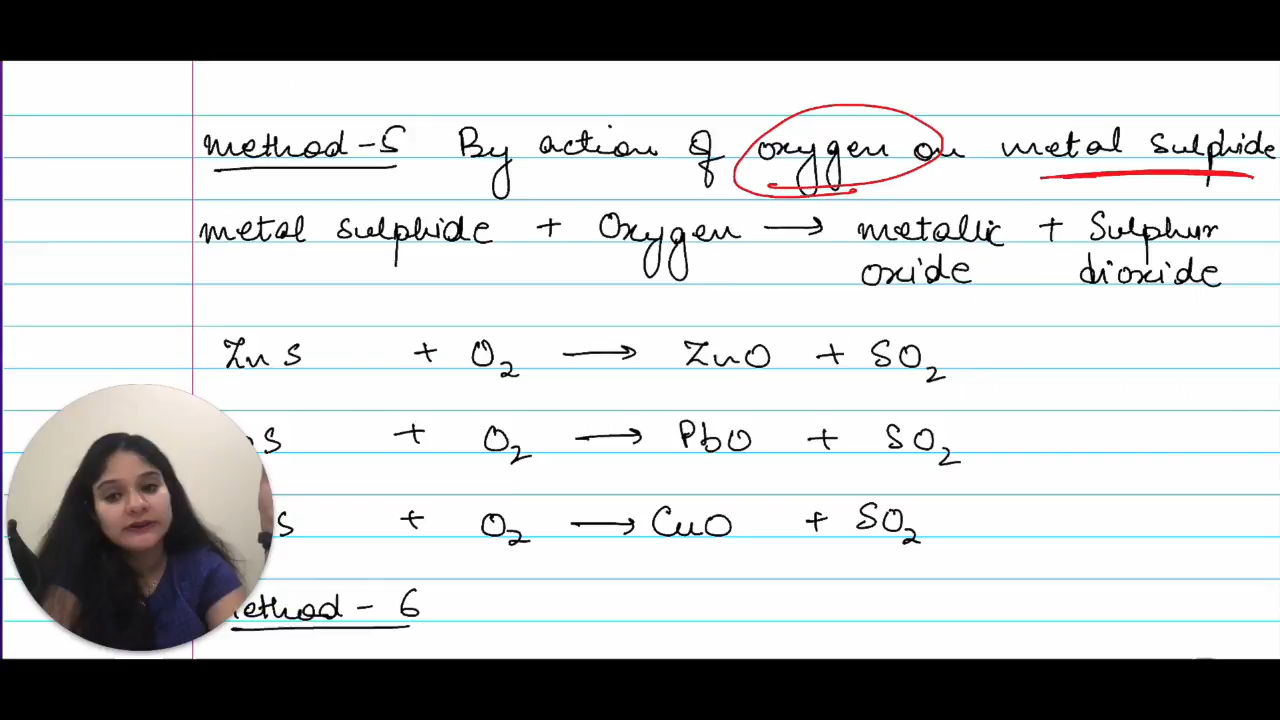 method-5 By action of oxygen on metal sulphide
metal sulphide + Oxygen → metallic oxide + Sulphur dioxide
ZnS + O2 → ZnO + SO2
S + O2 → PbO + SO2
S + O2 → CuO + SO2
ethod - 6